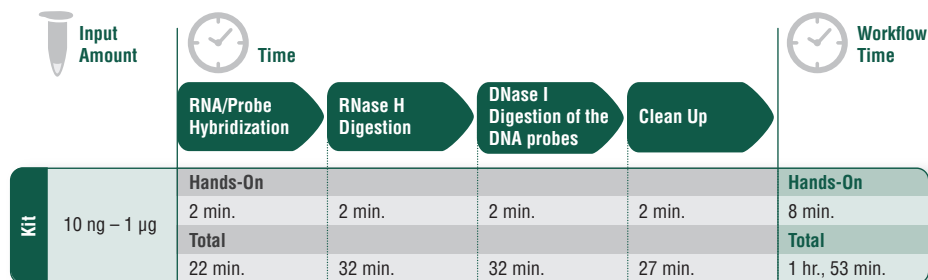 Input
Amount
Time
Workflow
Time
RNA/Probe
Hybridization
RNase H
Digestion
DNase I
Digestion of the
DNA probes
Clean Up
Kit
10 ng – 1 µg
Hands-On
Hands-On
2 min. 2 min. 2 min. 2 min. 8 min.
Total
Total
22 min. 32 min. 32 min. 27 min. 1 hr., 53 min.